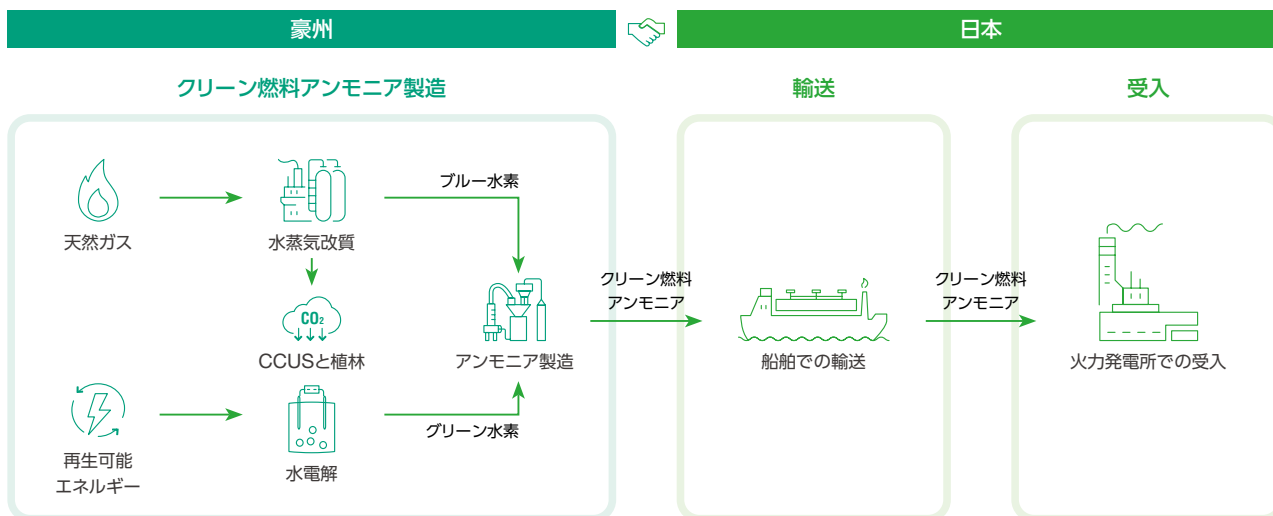 豪州
日本
クリーン燃料アンモニア製造
輸送
受入
天然ガス
水蒸気改質
ブルー水素
CO₂
CCUSと植林
アンモニア製造
再生可能
エネルギー
水電解
グリーン水素
クリーン燃料
アンモニア
船舶での輸送
クリーン燃料
アンモニア
火力発電所での受入